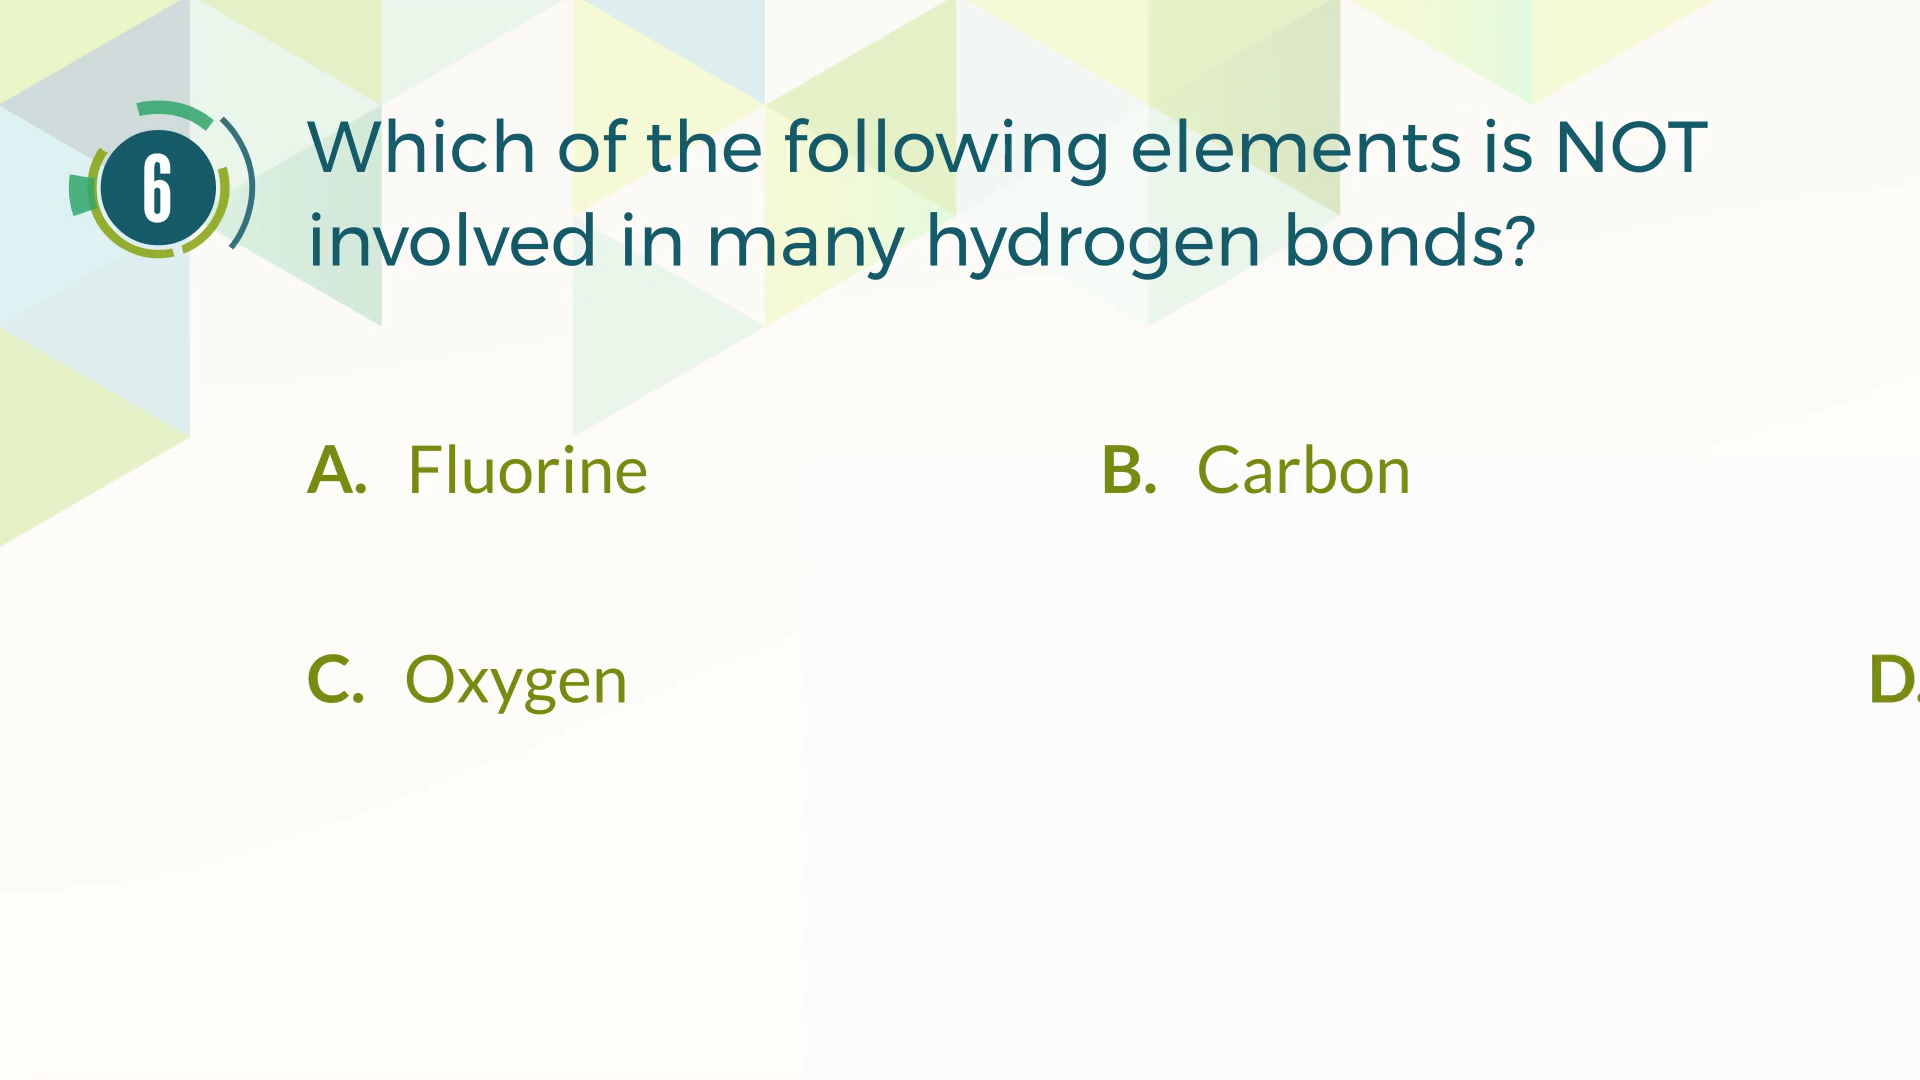 6
Which of the following elements is NOT
involved in many hydrogen bonds?
A. Fluorine
B. Carbon
C. Oxygen
D.